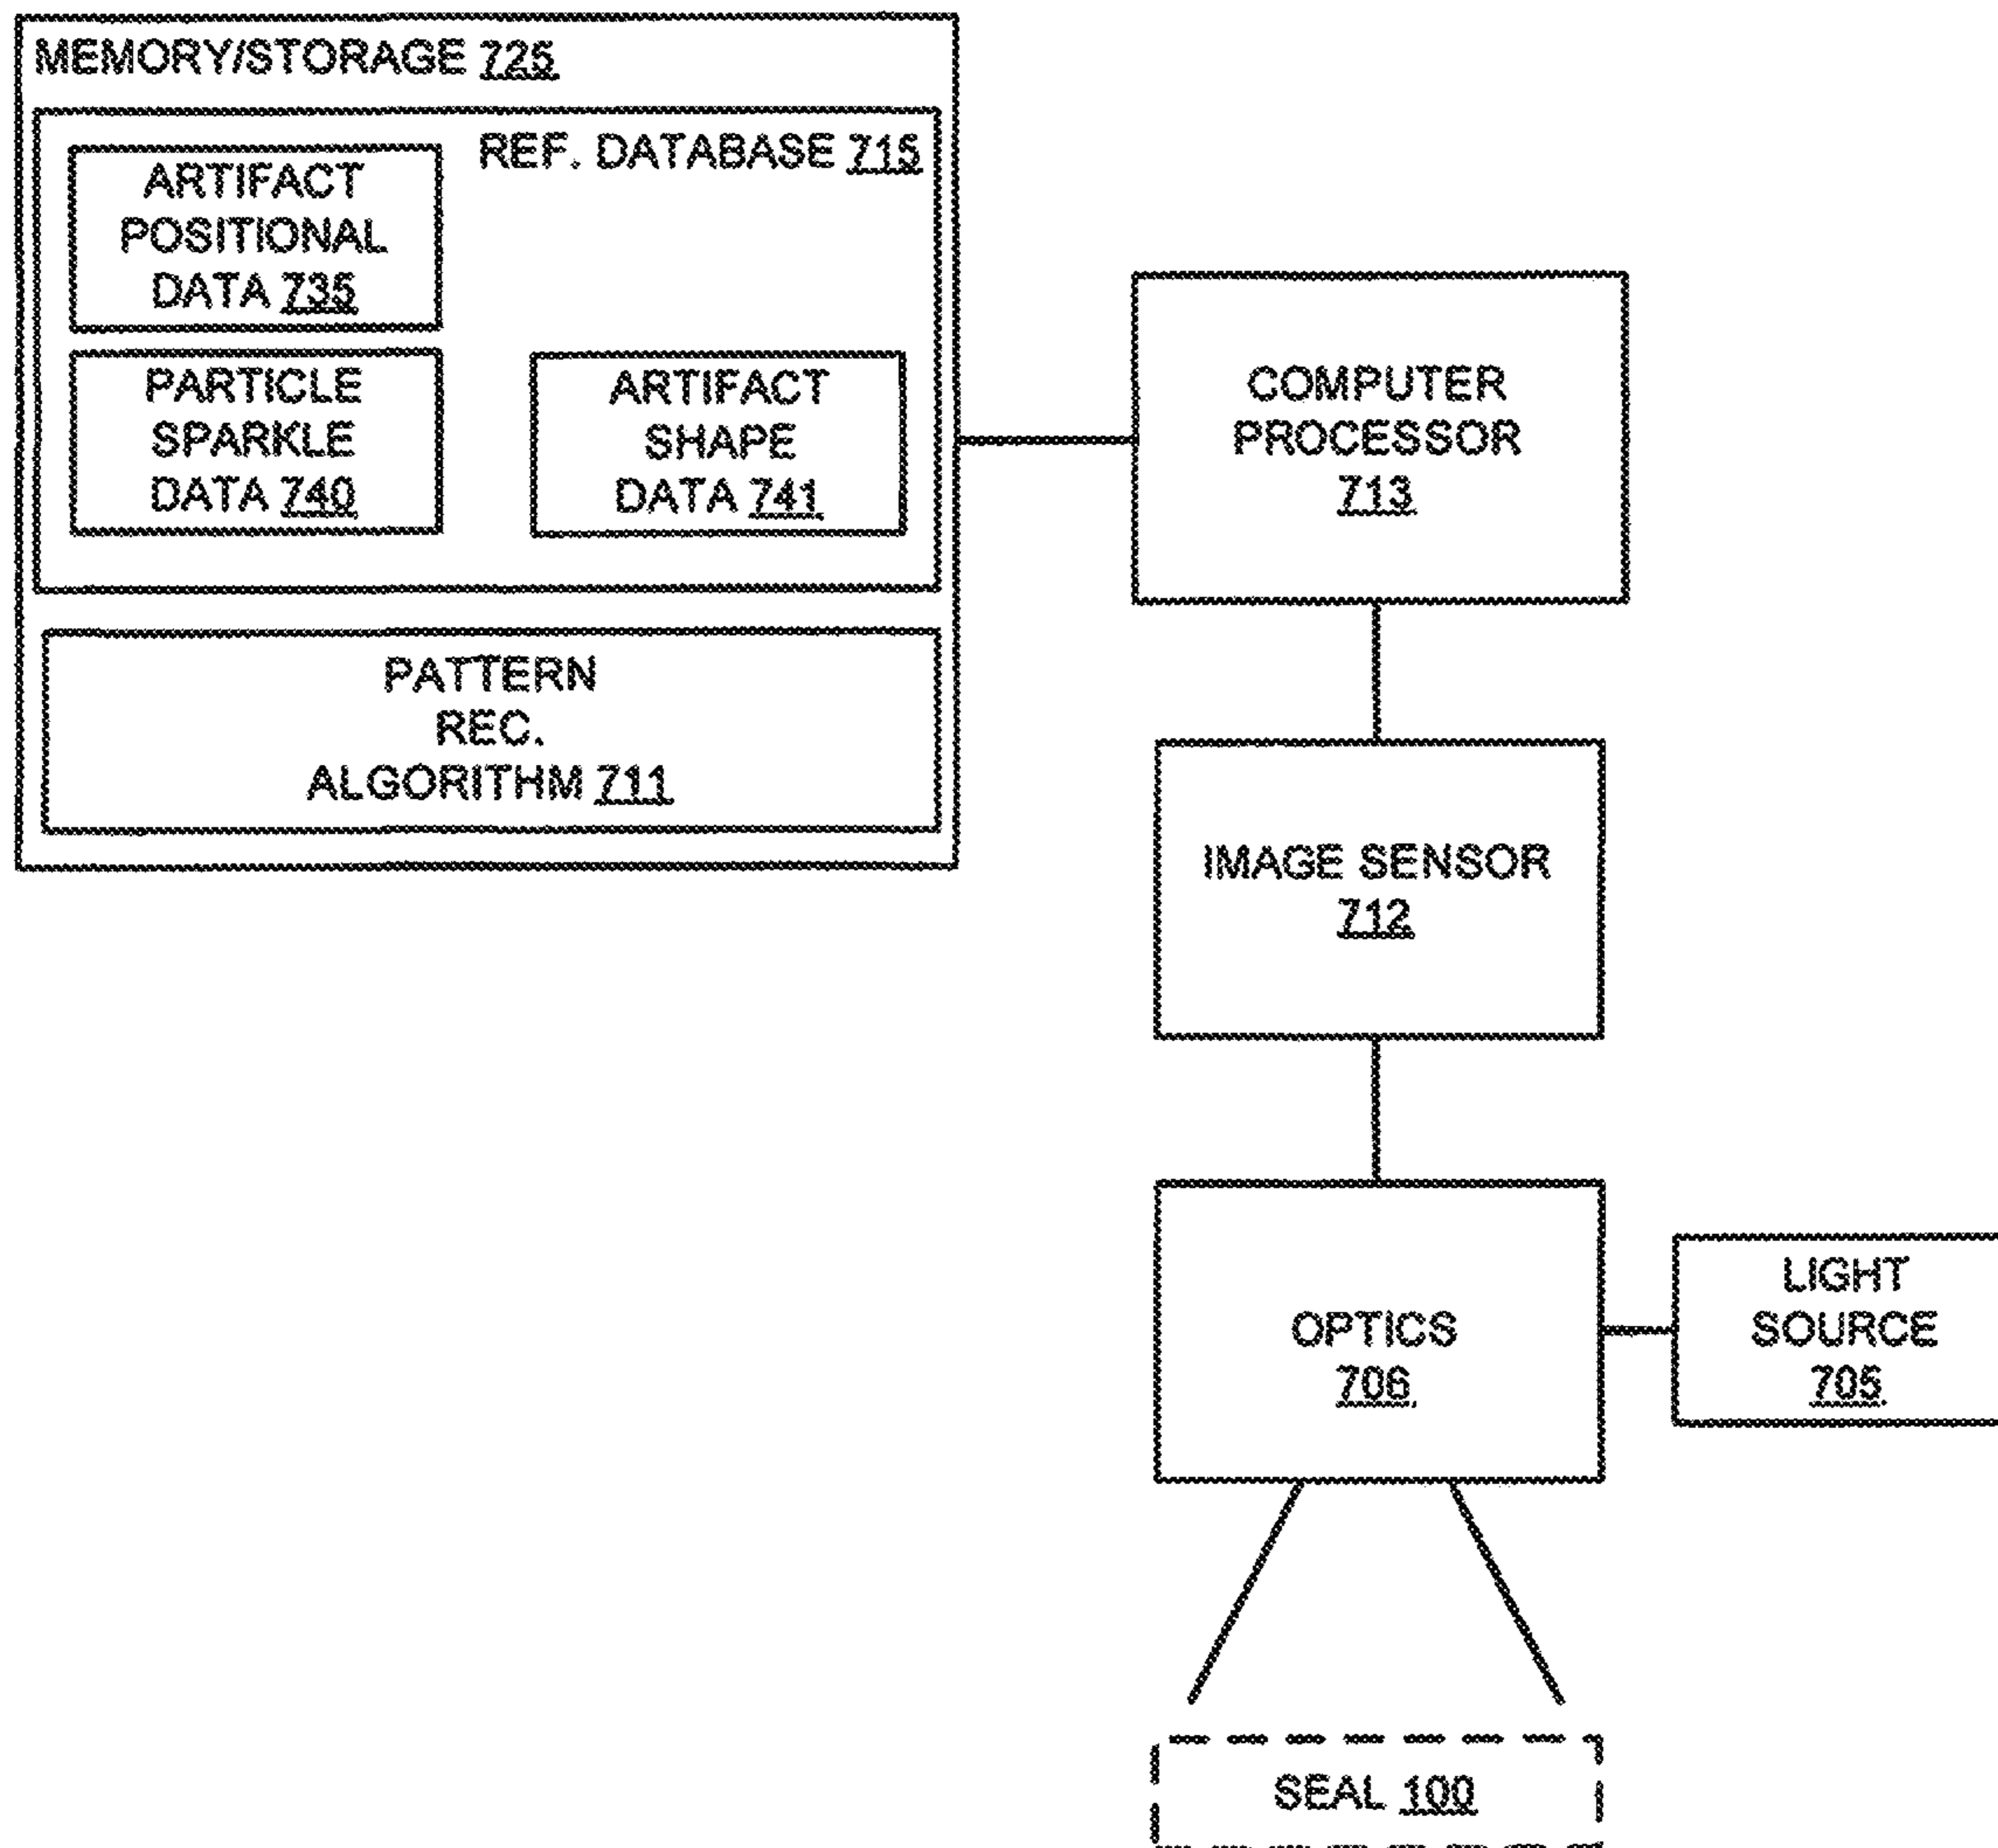 MEMORY/STORAGE 725
REF. DATABASE 715
ARTIFACT
POSITIONAL
DATA 735
PARTICLE
SPARKLE
DATA 740
ARTIFACT
SHAPE
DATA 741
PATTERN
REC.
ALGORITHM 711
COMPUTER
PROCESSOR
713
IMAGE SENSOR
712
OPTICS
706
LIGHT
SOURCE
705
SEAL 100